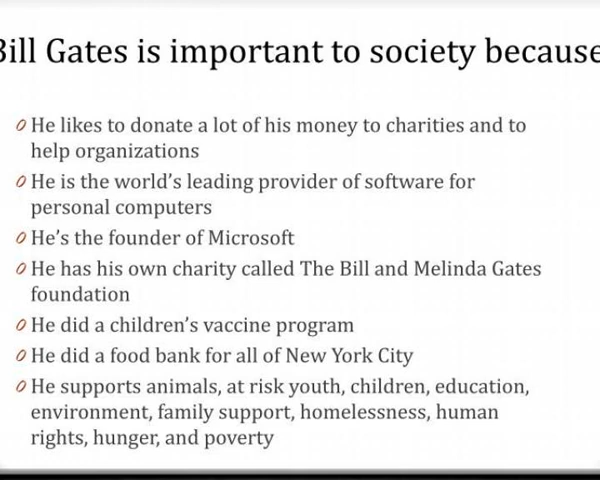 Bill Gates is important to society because
He likes to donate a lot of his money to charities and to
help organizations
He is the world's leading provider of software for
personal computers
He's the founder of Microsoft
He has his own charity called The Bill and Melinda Gates
foundation
He did a children's vaccine program
He did a food bank for all of New York City
He supports animals, at risk youth, children, education,
environment, family support, homelessness, human
rights, hunger, and poverty